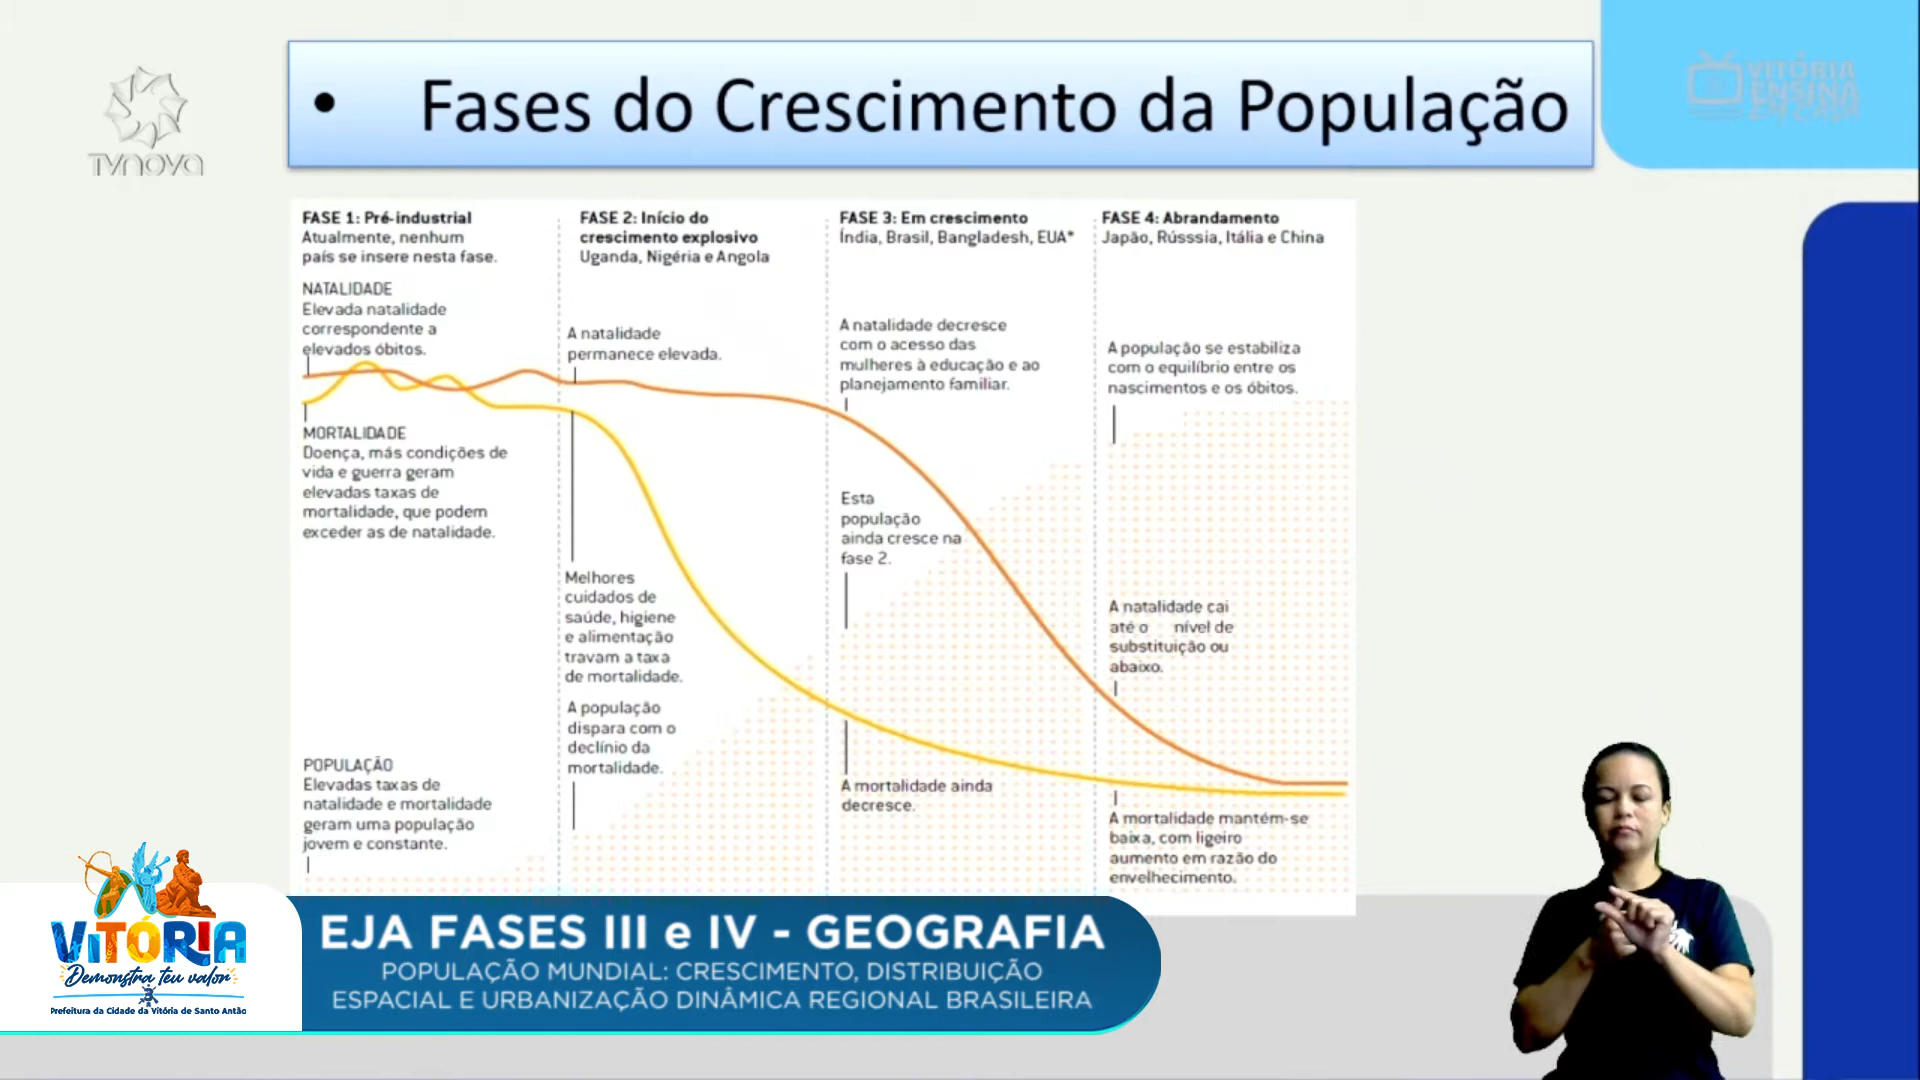 • Fases do Crescimento da População
TVNOVA
VITÓRIA
ENSINA
EM CASA
FASE 1: Pré-industrial
Atualmente, nenhum
país se insere nesta fase.
NATALIDADE
Elevada natalidade
correspondente a
elevados óbitos.
MORTALIDADE
Doença, más condições de
vida e guerra geram
elevadas taxas de
mortalidade, que podem
exceder as de natalidade.
POPULAÇÃO
Elevadas taxas de
natalidade e mortalidade
geram uma população
jovem e constante.
FASE 2: Início do
crescimento explosivo
Uganda, Nigéria e Angola
A natalidade
permanece elevada.
Melhores
cuidados de
saúde, higiene
e alimentação
travam a taxa
de mortalidade.
A população
dispara com o
declínio da
mortalidade.
FASE 3: Em crescimento
Índia, Brasil, Bangladesh, EUA*
A natalidade decresce
com o acesso das
mulheres à educação e ao
planejamento familiar.
Esta
população
ainda cresce na
fase 2.
A mortalidade ainda
decresce.
FASE 4: Abrandamento
Japão, Rússsia, Itália e China
A população se estabiliza
com o equilíbrio entre os
nascimentos e os óbitos.
A natalidade cai
até o nível de
substituição ou
abaixo.
A mortalidade mantém-se
baixa, com ligeiro
aumento em razão do
envelhecimento.
VITÓRIA
Demonstra teu valor
Prefeitura da Cidade da Vitória de Santo Antão
EJA FASES III e IV - GEOGRAFIA
POPULAÇÃO MUNDIAL: CRESCIMENTO, DISTRIBUIÇÃO
ESPACIAL E URBANIZAÇÃO DINÂMICA REGIONAL BRASILEIRA